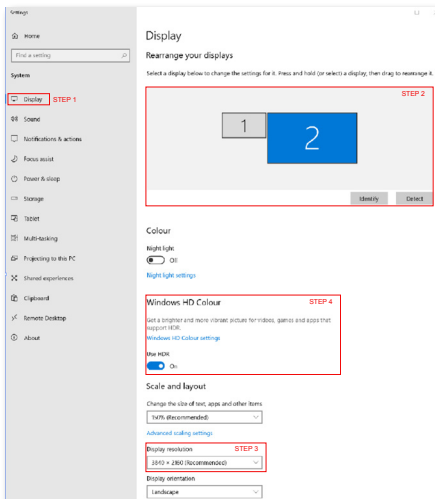 Settings
Home
Find a setting
System
Display
STEP 1
Sound
Notifications & actions
Focus assist
Power & sleep
Storage
Tablet
Multi-tasking
Projecting to this PC
Shared experiences
Clipboard
Remote Desktop
About
Display
Rearrange your displays
Select a display below to change the settings for it. Press and hold (or select) a display, then drag to rearrange it.
STEP 2
1
2
Identify
Detect
Colour
Night light
Off
Night light settings
Windows HD Colour
STEP 4
Get a brighter and more vibrant picture for videos, games and apps that
support HDR.
Windows HD Colour settings
Use HDR
On
Scale and layout
Change the size of text, apps and other items
150% (Recommended)
Advanced scaling settings
Display resolution
STEP 3
3840 × 2160 (Recommended)
Display orientation
Landscape